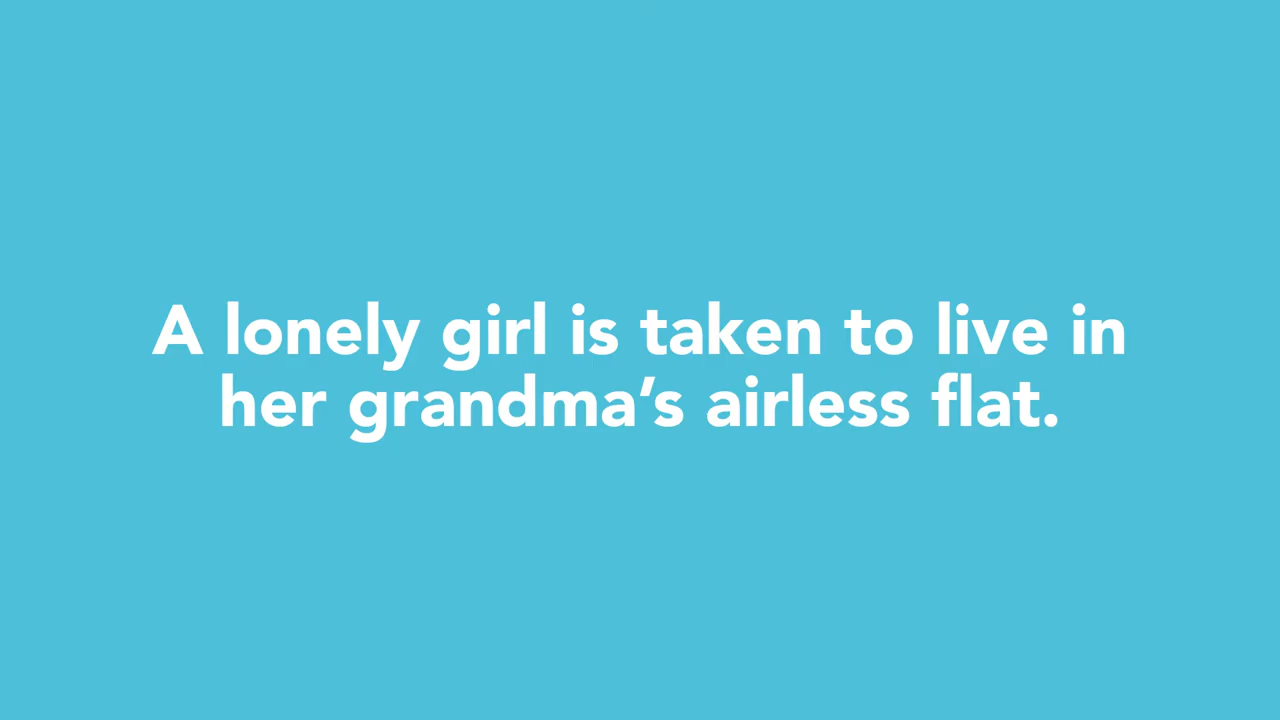 A lonely girl is taken to live in
her grandma’s airless flat.